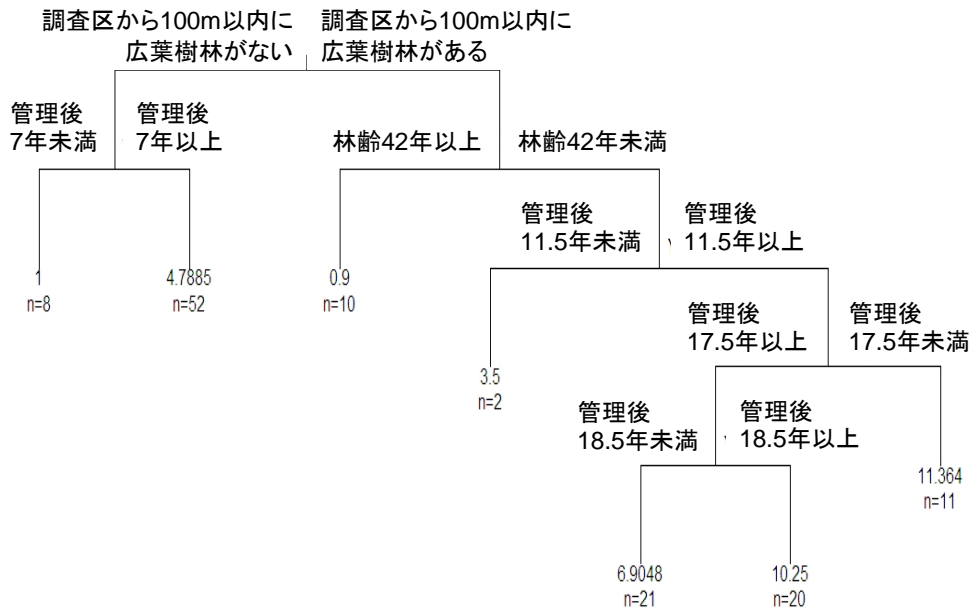 調査区から100m以内に
広葉樹林がない
調査区から100m以内に
広葉樹林がある
管理後
7年未満
管理後
7年以上
林齢42年以上
林齢42年未満
管理後
11.5年未満
管理後
11.5年以上
1
n=8
4.7885
n=52
0.9
n=10
管理後
17.5年以上
管理後
17.5年未満
3.5
n=2
管理後
18.5年未満
管理後
18.5年以上
11.364
n=11
6.9048
n=21
10.25
n=20